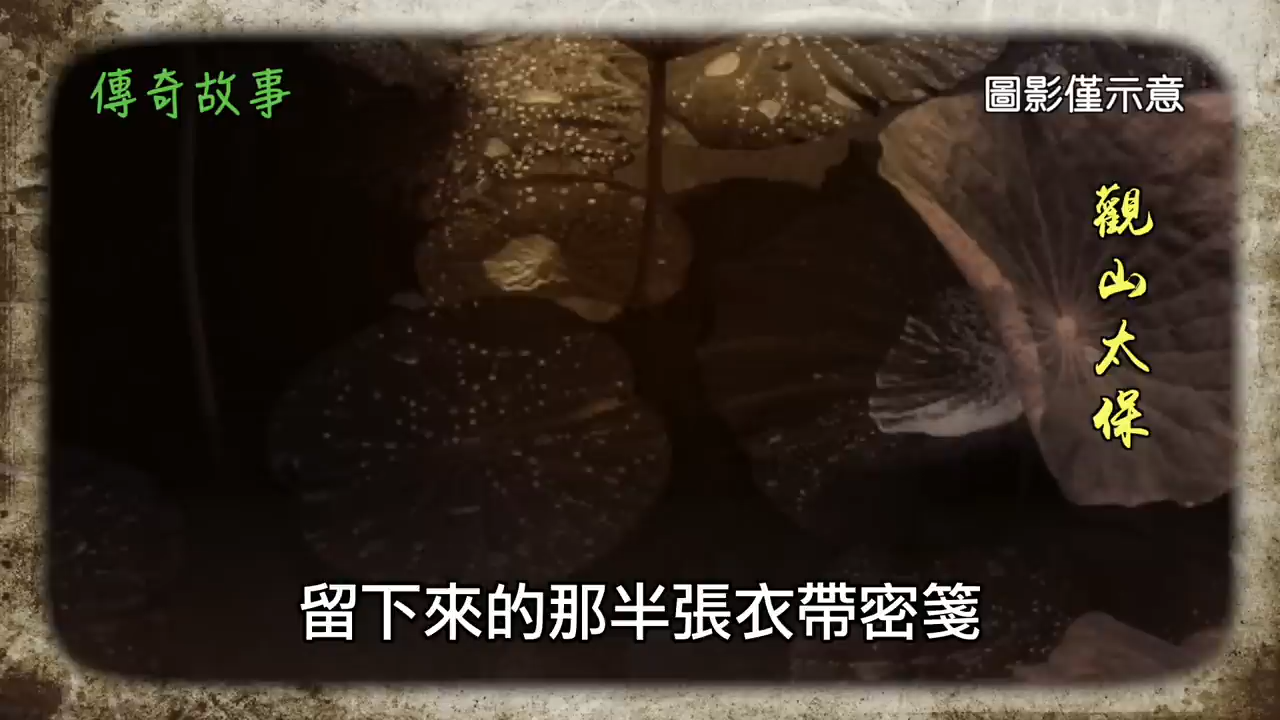 傳奇故事
圖影僅示意
觀山太保
留下來的那半張衣帶密箋